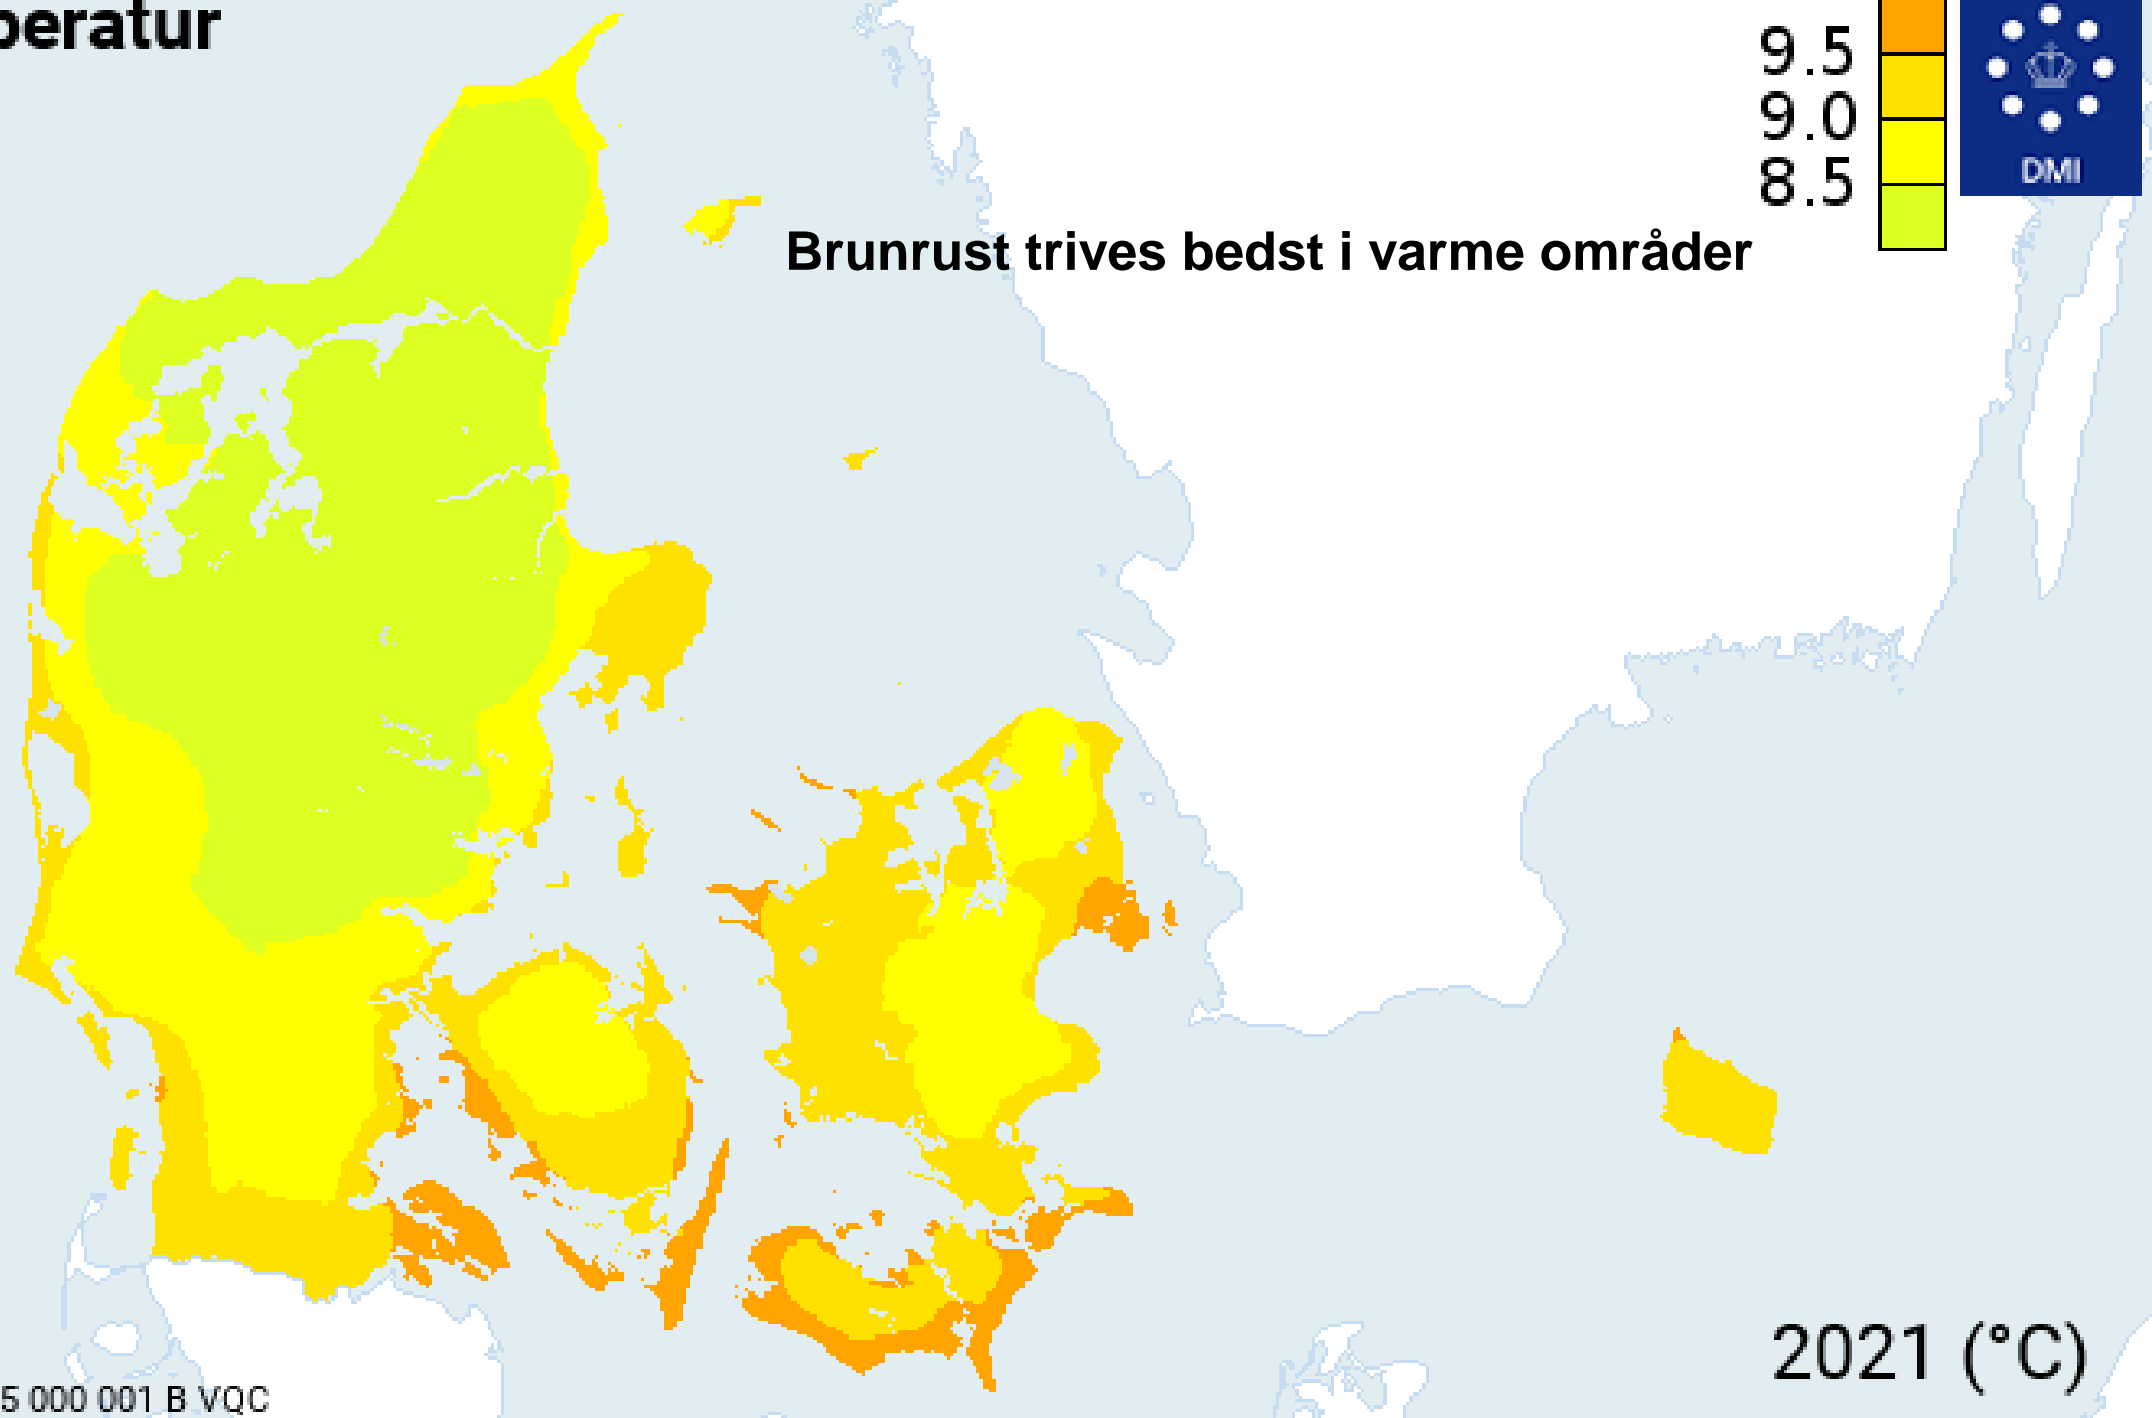 peratur
9.5
9.0
8.5
DMI
Brunrust trives bedst i varme områder
2021 (°C)
5 000 001 B VQC